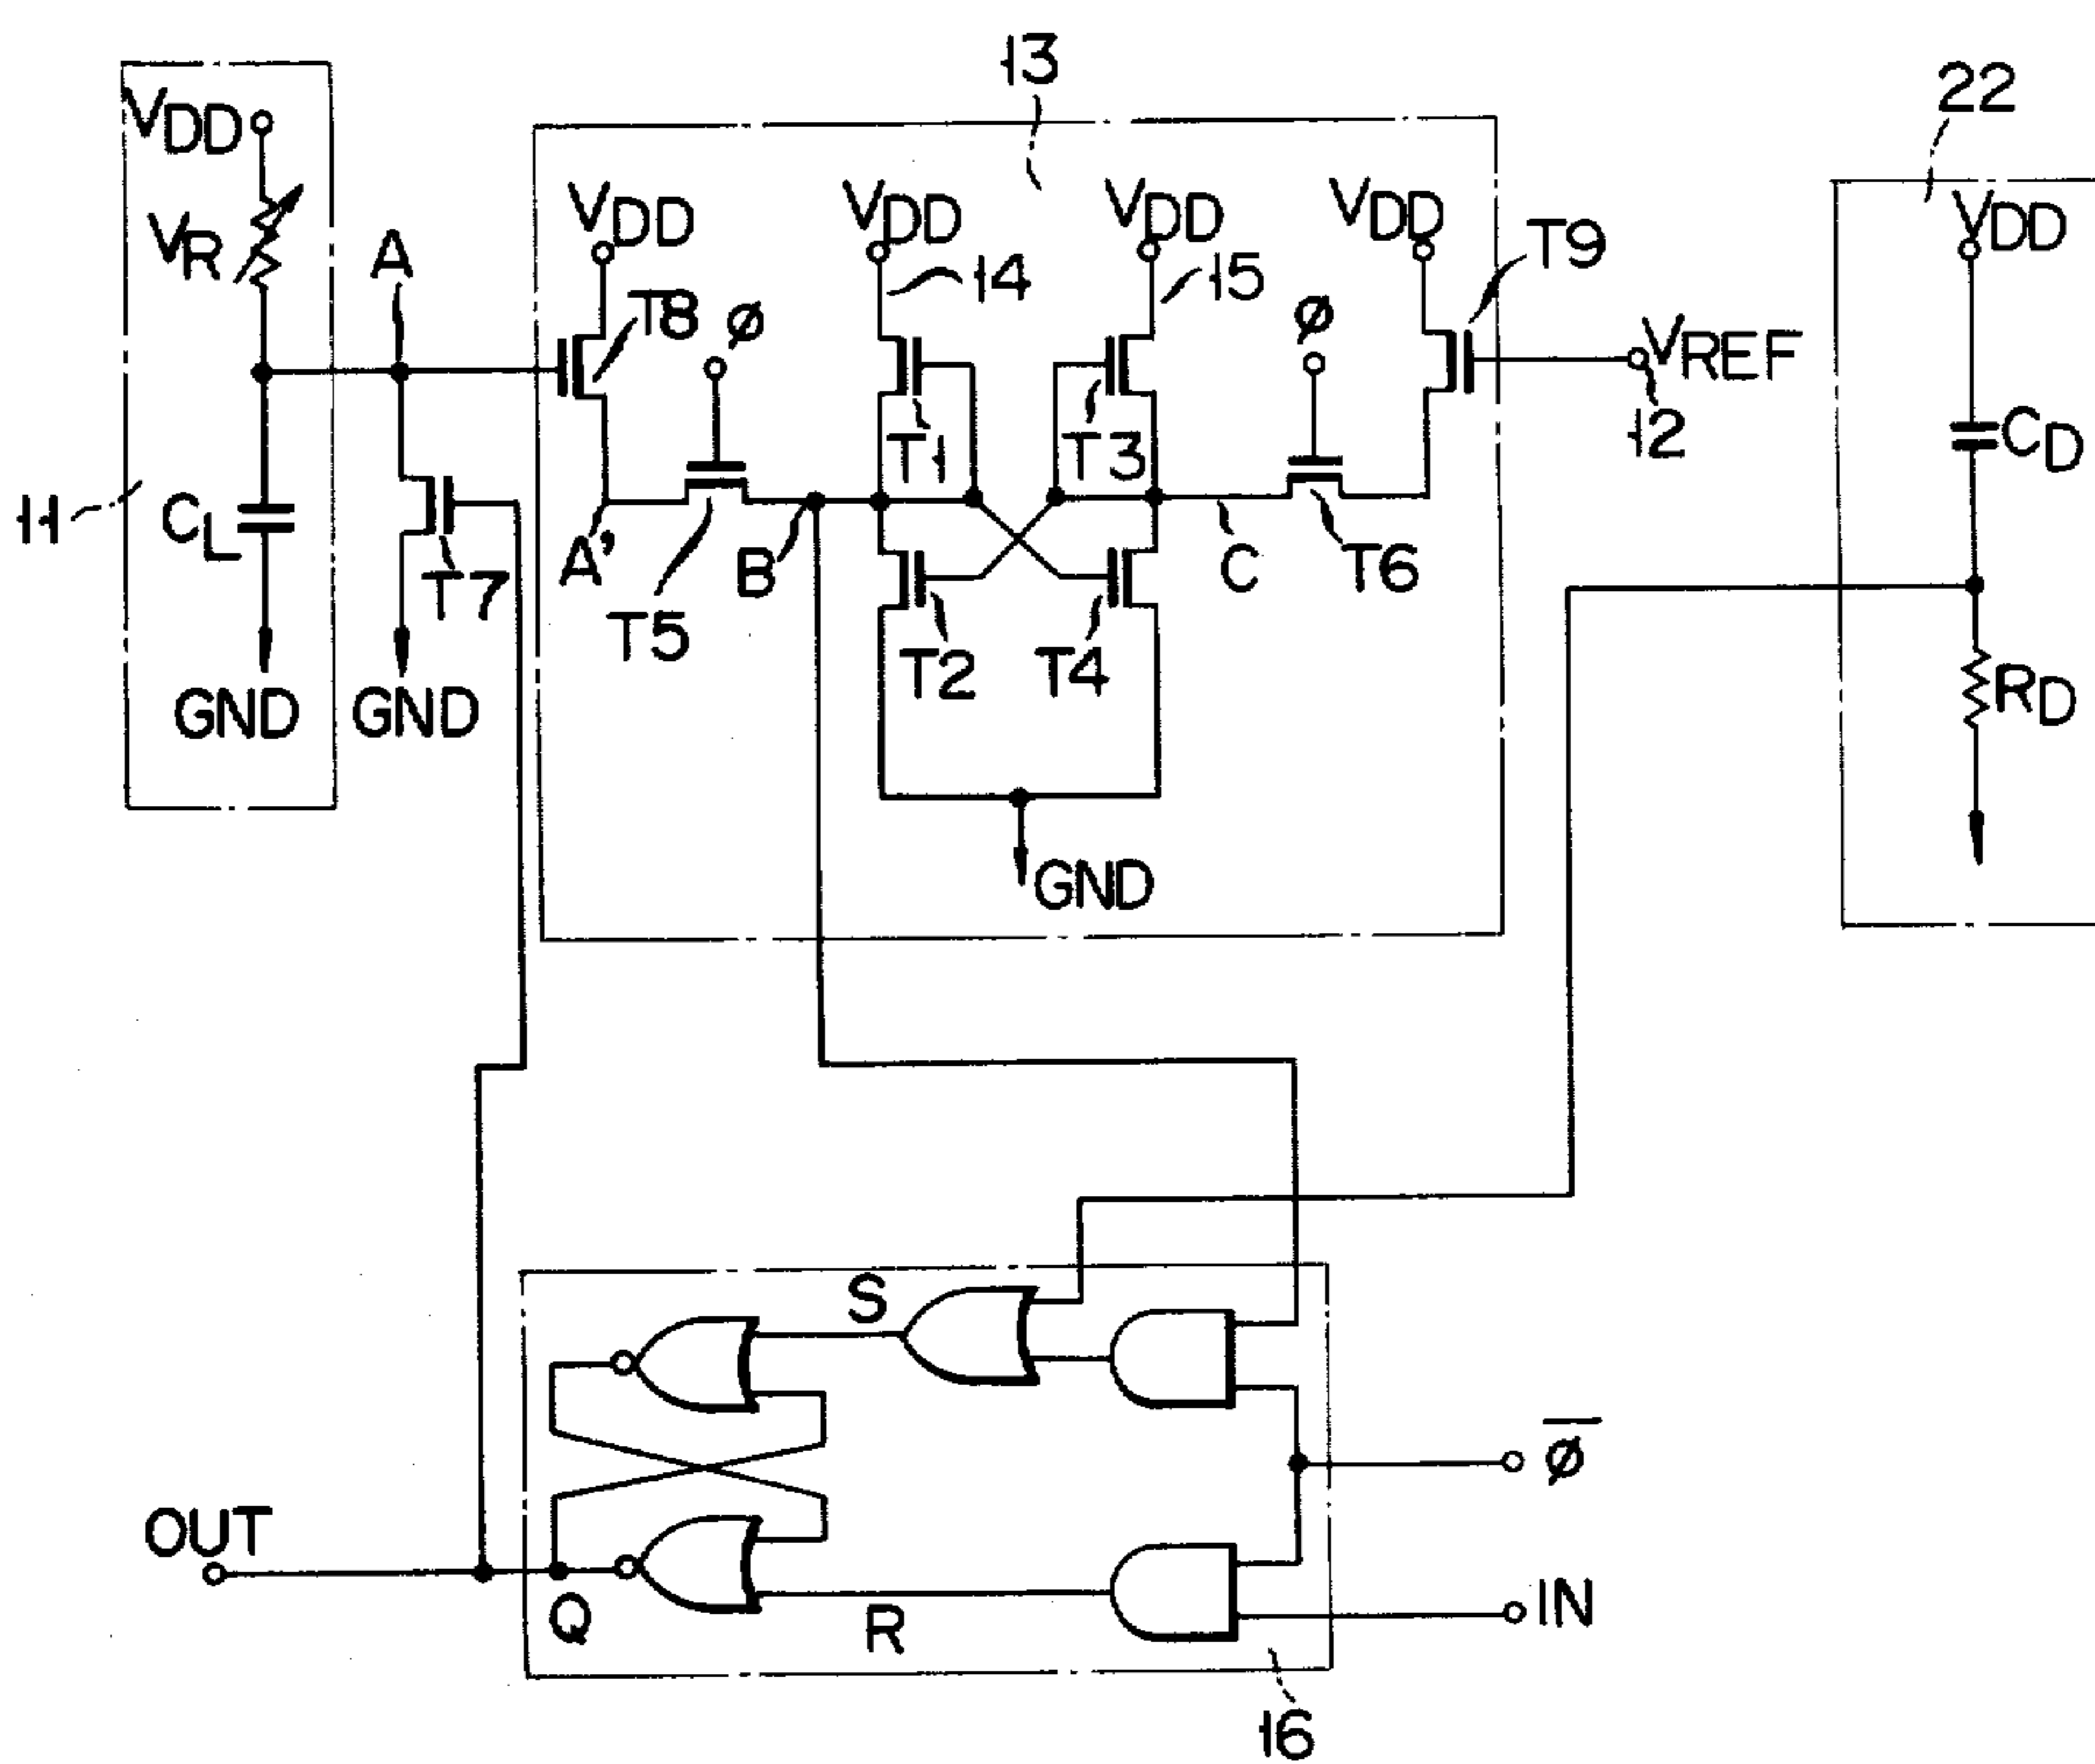 13
22
VDD
VR
A
11
CL
GND
GND
T7
VDD
T8
Ø
A'
T5
B
VDD
14
T1
T2
VDD
15
T3
T4
GND
Ø
C
T6
VDD
T9
VREF
12
VDD
CD
RD
S
Q
R
OUT
Ø
IN
16